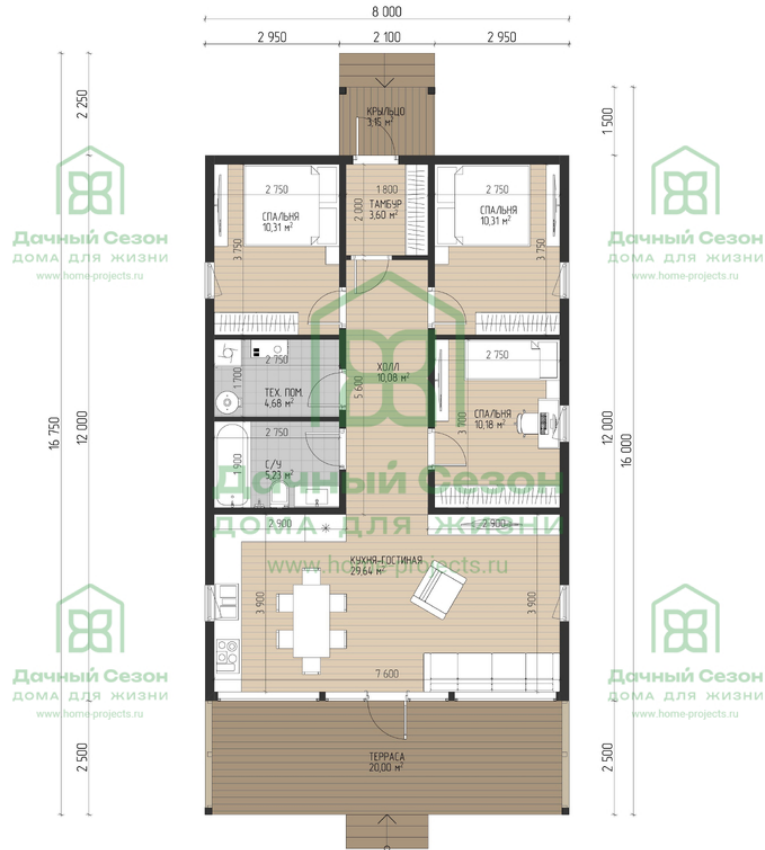 8 000
2 950
2 100
2 950
2 250
1 500
КРЫЛЬЦО
3,15 м²
Дачный Сезон
ДОМА ДЛЯ ЖИЗНИ
www.home-projects.ru
Дачный Сезон
ДОМА ДЛЯ ЖИЗНИ
www.home-projects.ru
2 750
СПАЛЬНЯ
10,31 м²
3 750
1 800
2 000
ТАМБУР
3,60 м²
2 750
СПАЛЬНЯ
10,31 м²
3 750
2 750
1 700
ТЕХ. ПОМ.
4,68 м²
ХОЛЛ
10,08 м²
5 600
2 750
СПАЛЬНЯ
10,18 м²
3 700
16 750
12 000
12 000
16 000
2 750
1 900
С/У
5,23 м²
Дачный Сезон
ДОМА ДЛЯ ЖИЗНИ
www.home-projects.ru
2 900
2 900
КУХНЯ-ГОСТИНАЯ
29,64 м²
3 900
3 900
7 600
Дачный Сезон
ДОМА ДЛЯ ЖИЗНИ
www.home-projects.ru
Дачный Сезон
ДОМА ДЛЯ ЖИЗНИ
www.home-projects.ru
2 500
ТЕРРАСА
20,00 м²
2 500